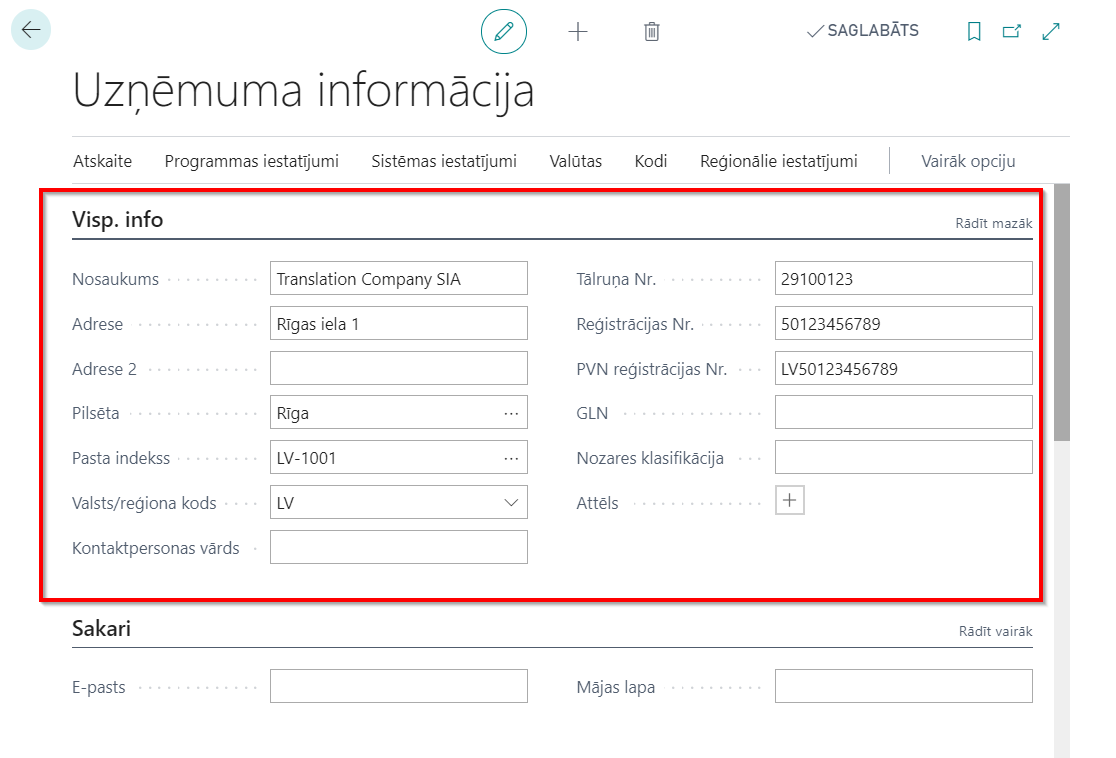 SAGLABĀTS
Uzņēmuma informācija
Atskaite Programmas iestatījumi Sistēmas iestatījumi Valūtas Kodi Reģionālie iestatījumi Vairāk opciju
Visp. info Rādīt mazāk
Nosaukums Translation Company SIA Tālruņa Nr. 29100123
Adrese Rīgas iela 1 Reģistrācijas Nr. 50123456789
Adrese 2 PVN reģistrācijas Nr. LV50123456789
Pilsēta Rīga GLN
Pasta indekss LV-1001 Nozares klasifikācija
Valsts/reģiona kods LV Attēls
Kontaktpersonas vārds
Sakari Rādīt vairāk
E-pasts Mājas lapa